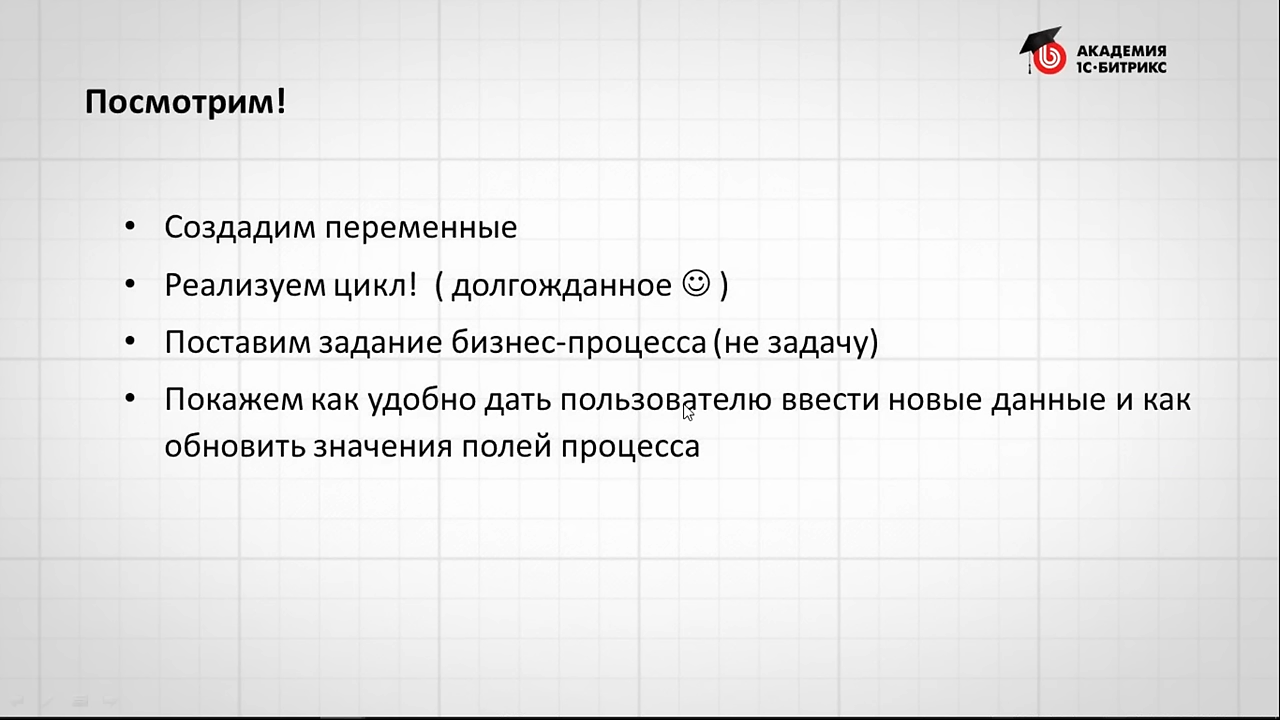 АКАДЕМИЯ
1С·БИТРИКС
Посмотрим!
• Создадим переменные
• Реализуем цикл! ( долгожданное ☺ )
• Поставим задание бизнес-процесса (не задачу)
• Покажем как удобно дать пользователю ввести новые данные и как
обновить значения полей процесса